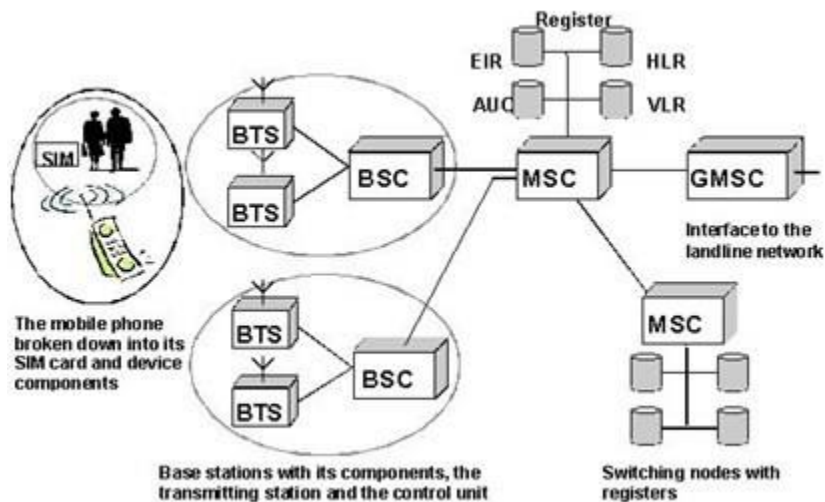 Register
EIR
HLR
AUC
VLR
SIM
BTS
BTS
BSC
MSC
GMSC
Interface to the
landline network
The mobile phone
broken down into its
SIM card and device
components
BTS
BTS
BSC
MSC
Base stations with its components, the
transmitting station and the control unit
Switching nodes with
registers